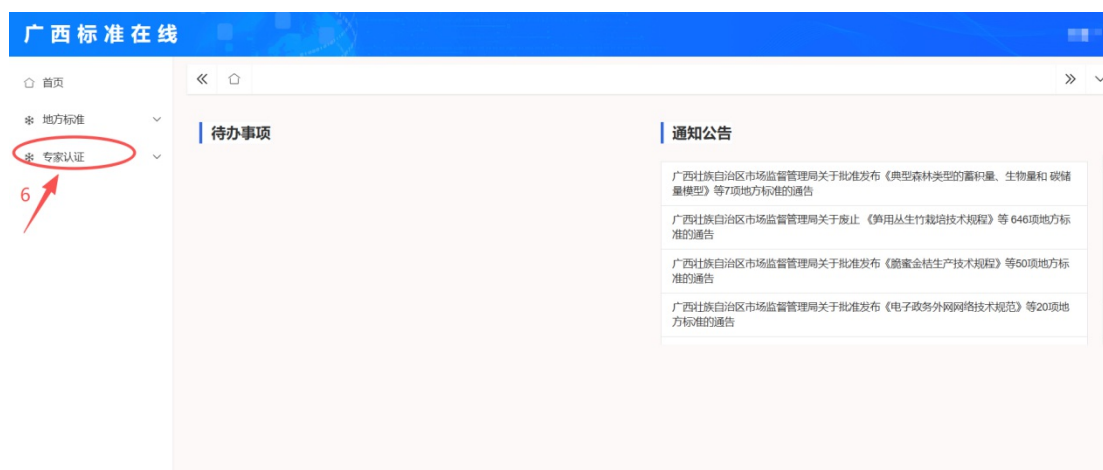 广西标准在线
首页
地方标准
专家认证
6
待办事项
通知公告
广西壮族自治区市场监督管理局关于批准发布《典型森林类型的蓄积量、生物量和 碳储
量模型》等7项地方标准的通告
广西壮族自治区市场监督管理局关于废止 《笋用丛生竹栽培技术规程》等 646项地方标
准的通告
广西壮族自治区市场监督管理局关于批准发布《脆蜜金桔生产技术规程》等50项地方标
准的通告
广西壮族自治区市场监督管理局关于批准发布《电子政务外网网络技术规范》等20项地
方标准的通告